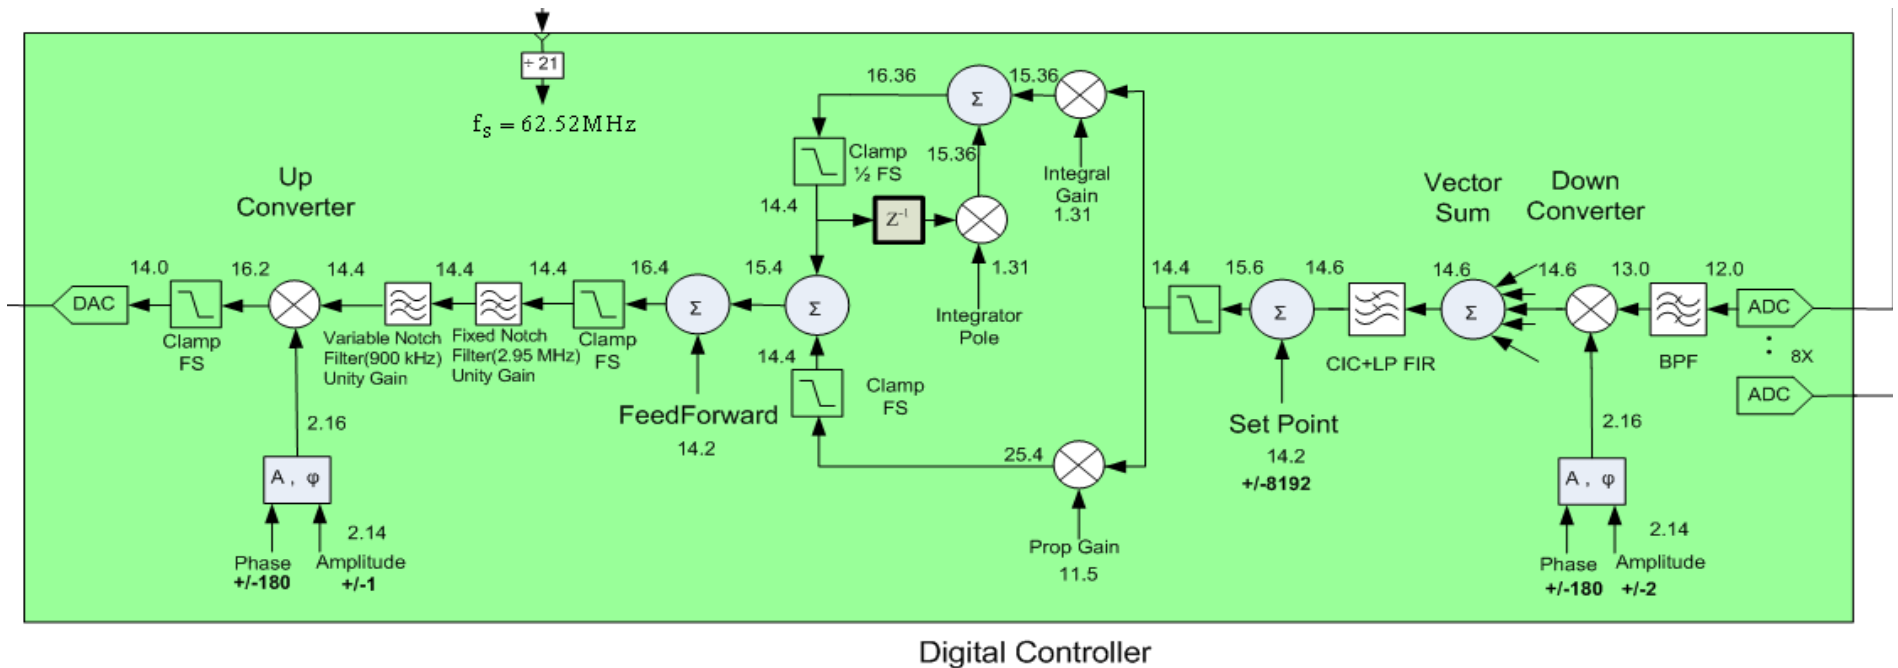 ÷ 21
fs = 62.52MHz
16.36
Σ
15.36
Clamp
½ FS
15.36
Integral
Gain
1.31
Up
Converter
14.4
Z⁻¹
Vector
Sum
Down
Converter
1.31
Integrator
Pole
DAC
14.0
Clamp
FS
16.2
14.4
Variable Notch
Filter(900 kHz)
Unity Gain
14.4
Fixed Notch
Filter(2.95 MHz)
Unity Gain
14.4
Clamp
FS
16.4
Σ
15.4
Σ
14.4
15.6
Σ
14.6
CIC+LP FIR
14.6
Σ
14.6
13.0
BPF
12.0
ADC
8X
ADC
14.4
Clamp
FS
FeedForward
14.2
Set Point
14.2
+/-8192
2.16
A , φ
2.14
Phase
+/-180
Amplitude
+/-1
25.4
Prop Gain
11.5
2.16
A , φ
2.14
Phase
+/-180
Amplitude
+/-2
Digital Controller